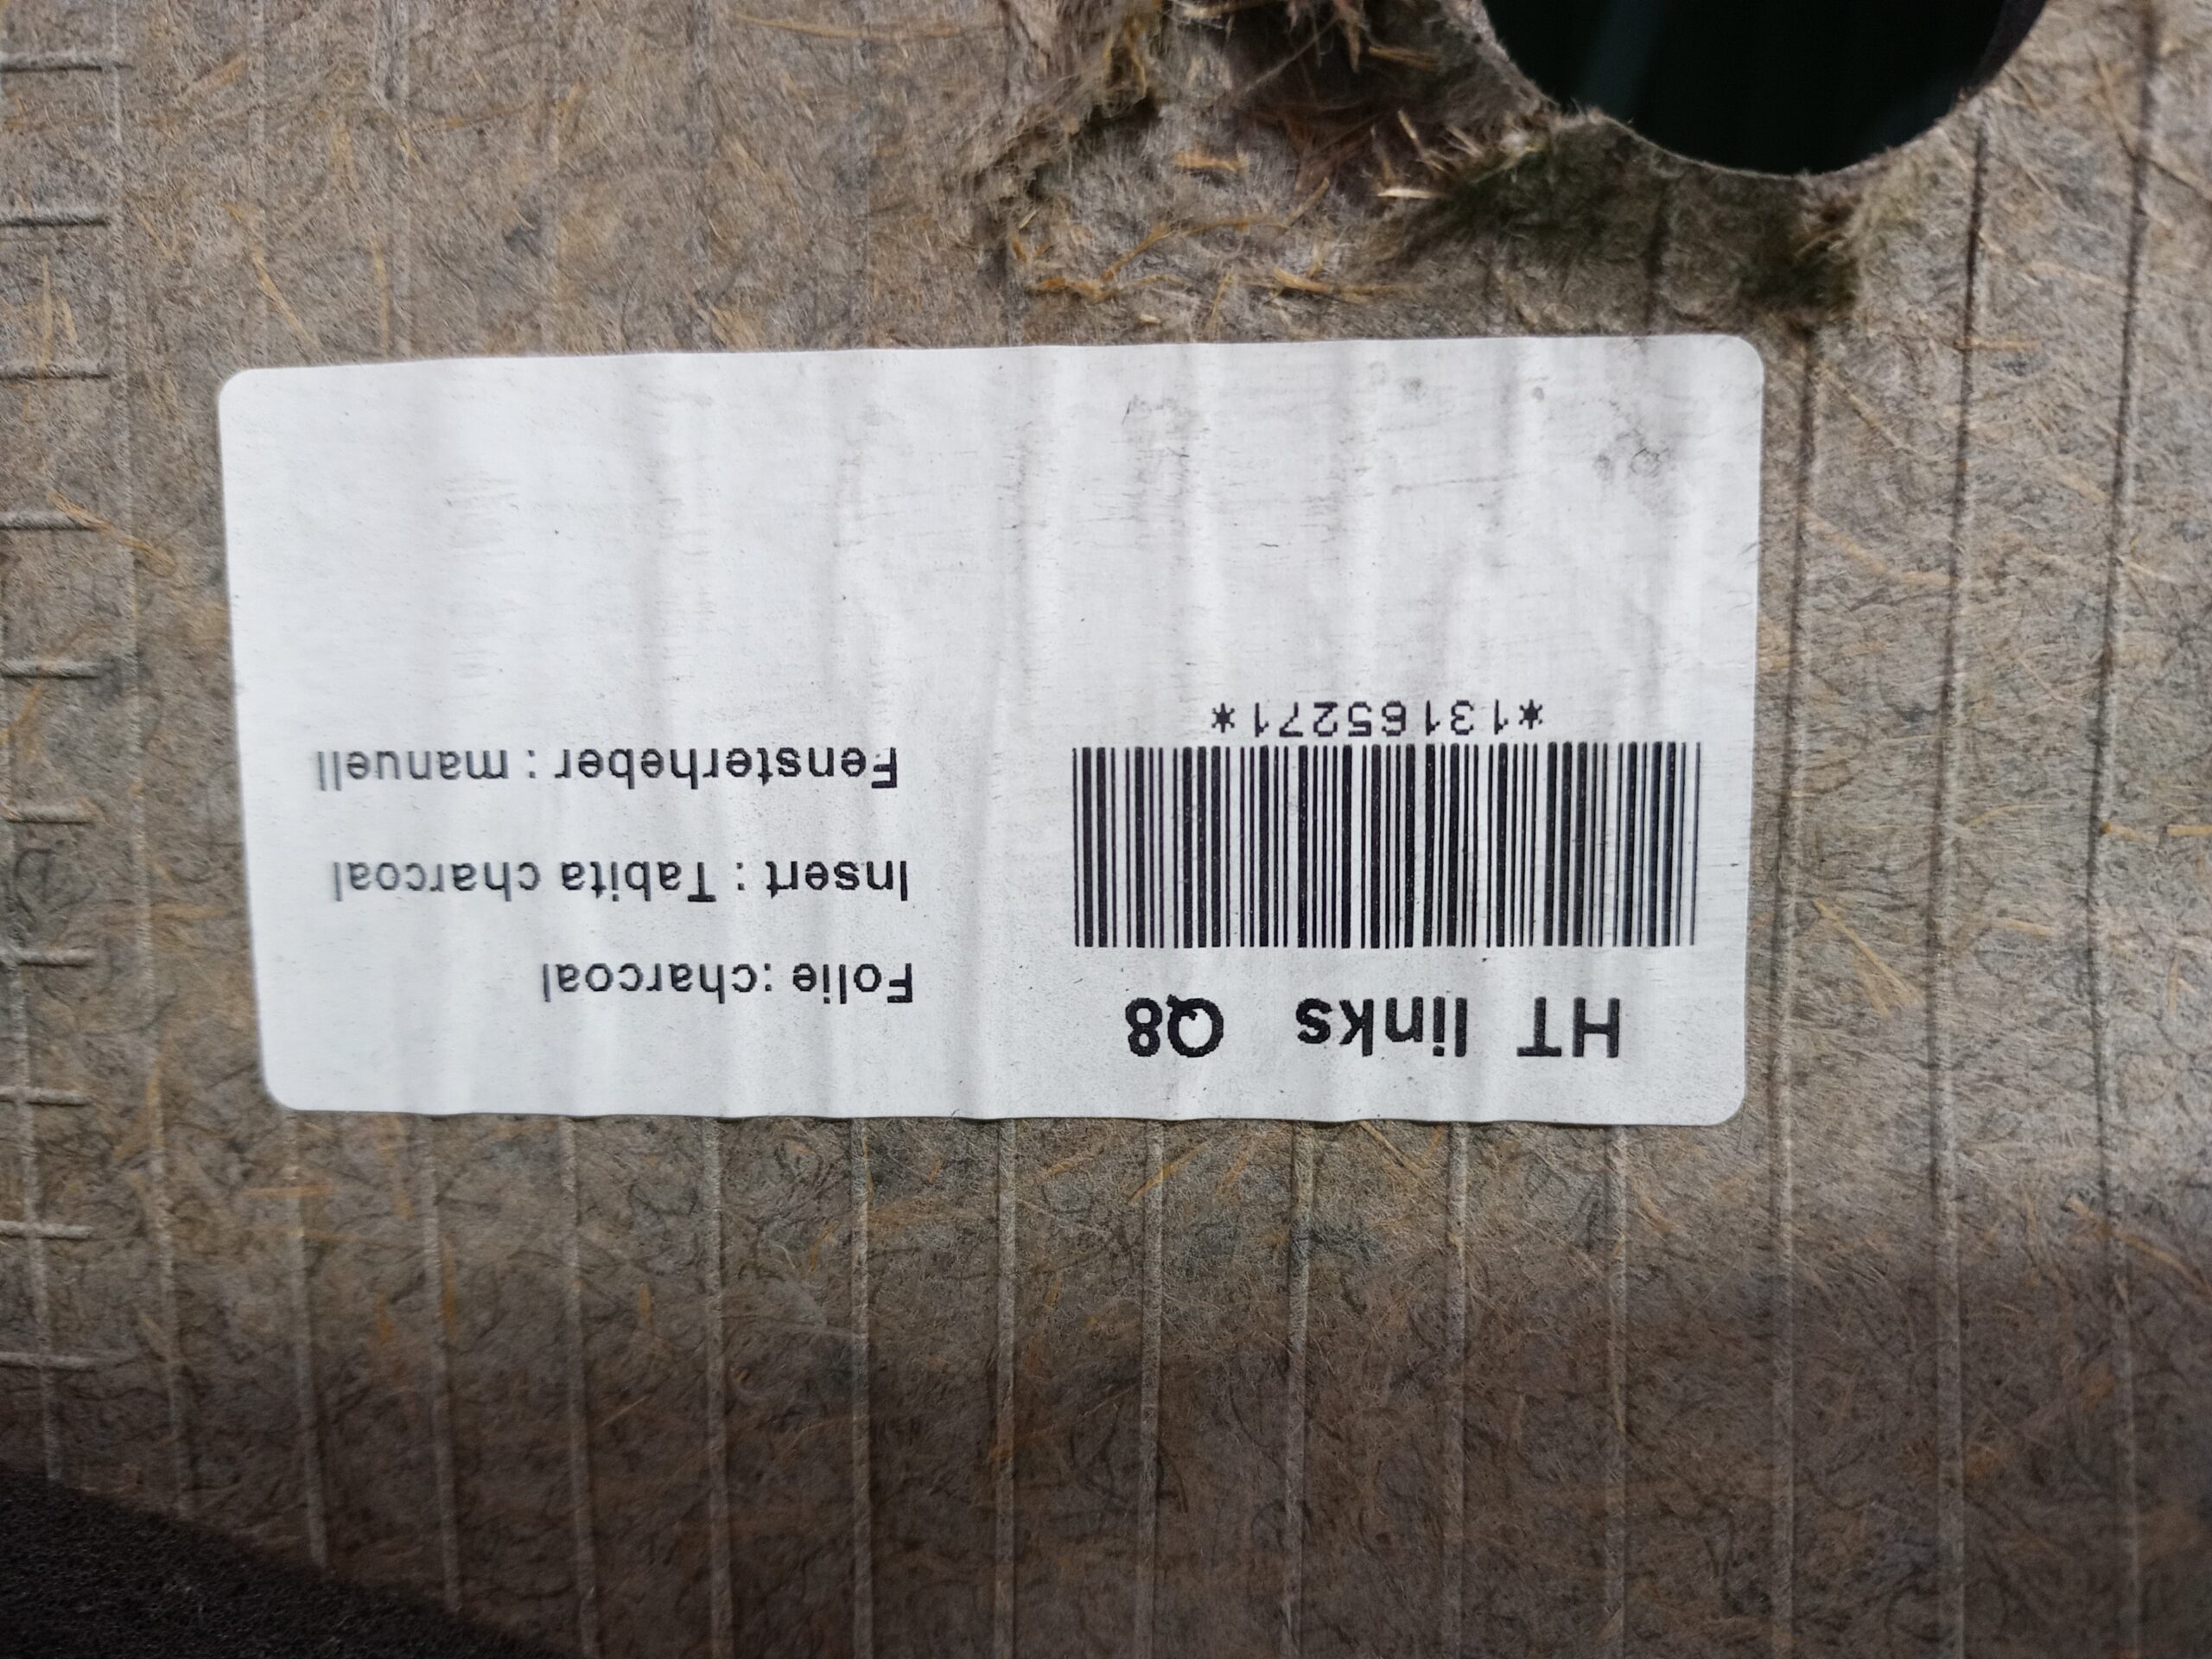 HT links Q8
*13165271*
Folie :charcoal
Insert : Tabita charcoal
Fensterheber : manuell